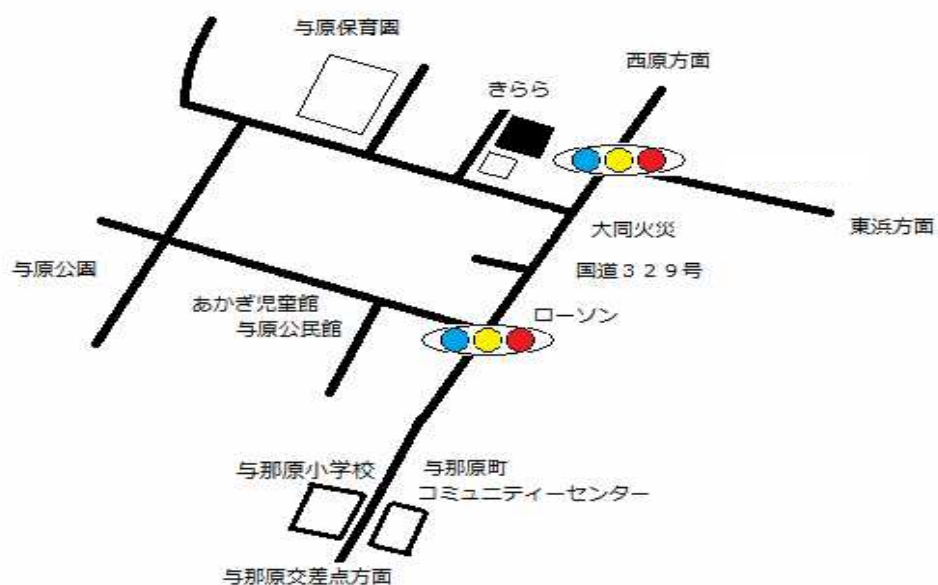 与原保育園
西原方面
きらら
大同火災
東浜方面
与原公園
国道３２９号
あかぎ児童館
与原公民館
ローソン
与那原小学校
与那原町
コミュニティーセンター
与那原交差点方面